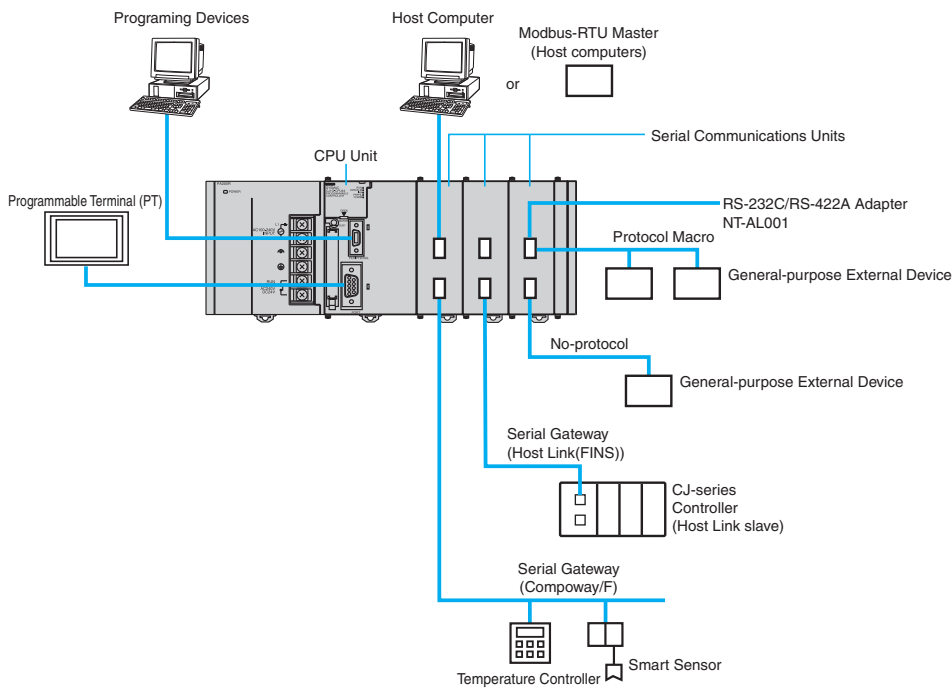 Programing Devices
Host Computer
Modbus-RTU Master
(Host computers)
or
Serial Communications Units
CPU Unit
PA205R
POWER
Programmable Terminal (PT)
RS-232C/RS-422A Adapter
NT-AL001
Protocol Macro
General-purpose External Device
No-protocol
General-purpose External Device
Serial Gateway
(Host Link(FINS))
CJ-series
Controller
(Host Link slave)
Serial Gateway
(Compoway/F)
Temperature Controller
Smart Sensor